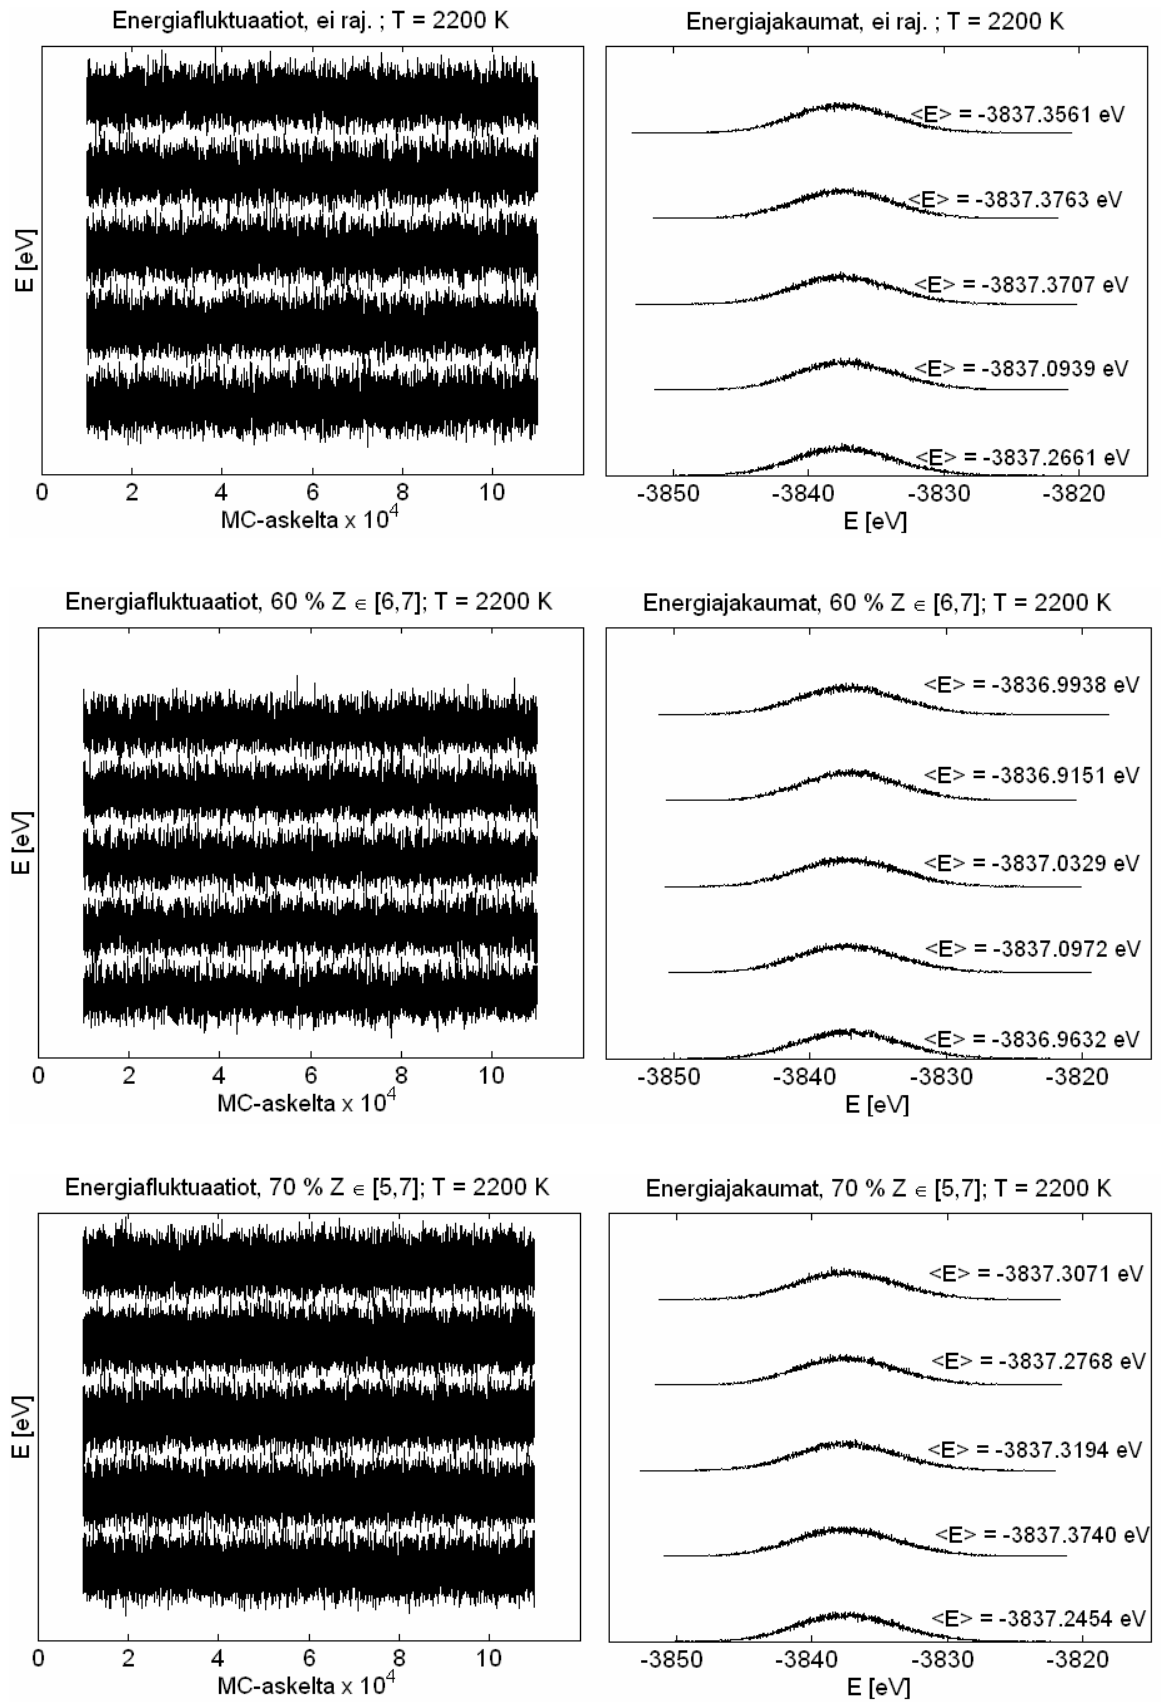 Energiafluktuaatiot, ei raj. ; T = 2200 K
E [eV]
0 2 4 6 8 10
MC-askelta x 10^4
Energiajakaumat, ei raj. ; T = 2200 K
<E> = -3837.3561 eV
<E> = -3837.3763 eV
<E> = -3837.3707 eV
<E> = -3837.0939 eV
<E> = -3837.2661 eV
-3850 -3840 -3830 -3820
E [eV]
Energiafluktuaatiot, 60 % Z ∈ [6,7]; T = 2200 K
E [eV]
0 2 4 6 8 10
MC-askelta x 10^4
Energiajakaumat, 60 % Z ∈ [6,7]; T = 2200 K
<E> = -3836.9938 eV
<E> = -3836.9151 eV
<E> = -3837.0329 eV
<E> = -3837.0972 eV
<E> = -3836.9632 eV
-3850 -3840 -3830 -3820
E [eV]
Energiafluktuaatiot, 70 % Z ∈ [5,7]; T = 2200 K
E [eV]
0 2 4 6 8 10
MC-askelta x 10^4
Energiajakaumat, 70 % Z ∈ [5,7]; T = 2200 K
<E> = -3837.3071 eV
<E> = -3837.2768 eV
<E> = -3837.3194 eV
<E> = -3837.3740 eV
<E> = -3837.2454 eV
-3850 -3840 -3830 -3820
E [eV]